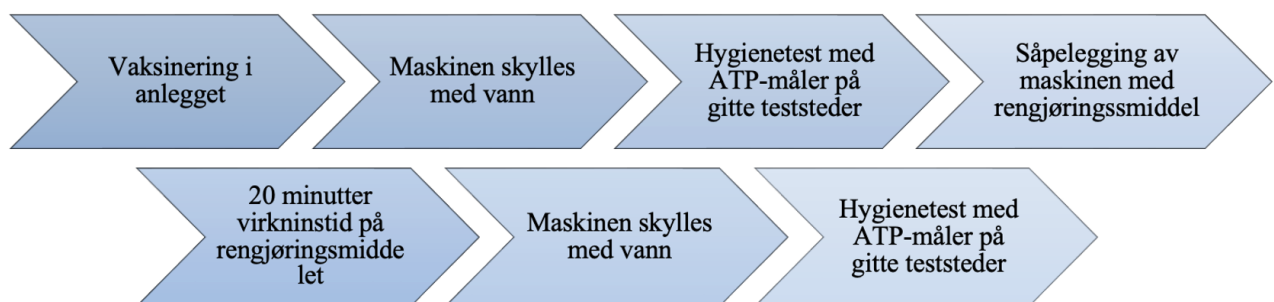 Vaksinering i
anlegget
Maskinen skylles
med vann
Hygienetest med
ATP-måler på
gitte teststeder
Såpelegging av
maskinen med
rengjøringssmiddel
20 minutter
virkninstid på
rengjøringsmidde
let
Maskinen skylles
med vann
Hygienetest med
ATP-måler på
gitte teststeder